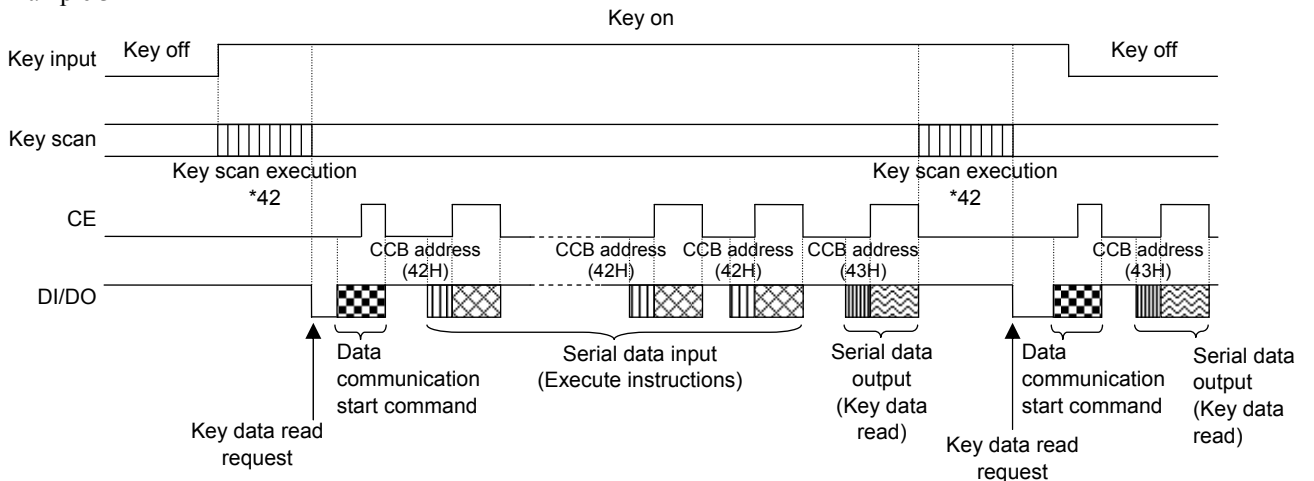 Key on
Key input
Key off
Key off
Key scan
Key scan execution
*42
Key scan execution
*42
CE
CCB address
(42H)
CCB address
(42H)
CCB address
(42H)
CCB address
(43H)
CCB address
(43H)
DI/DO
Data
communication
start command
Serial data input
(Execute instructions)
Serial data
output
(Key data
read)
Data
communication
start command
Serial data
output
(Key data
read)
Key data read
request
Key data read
request